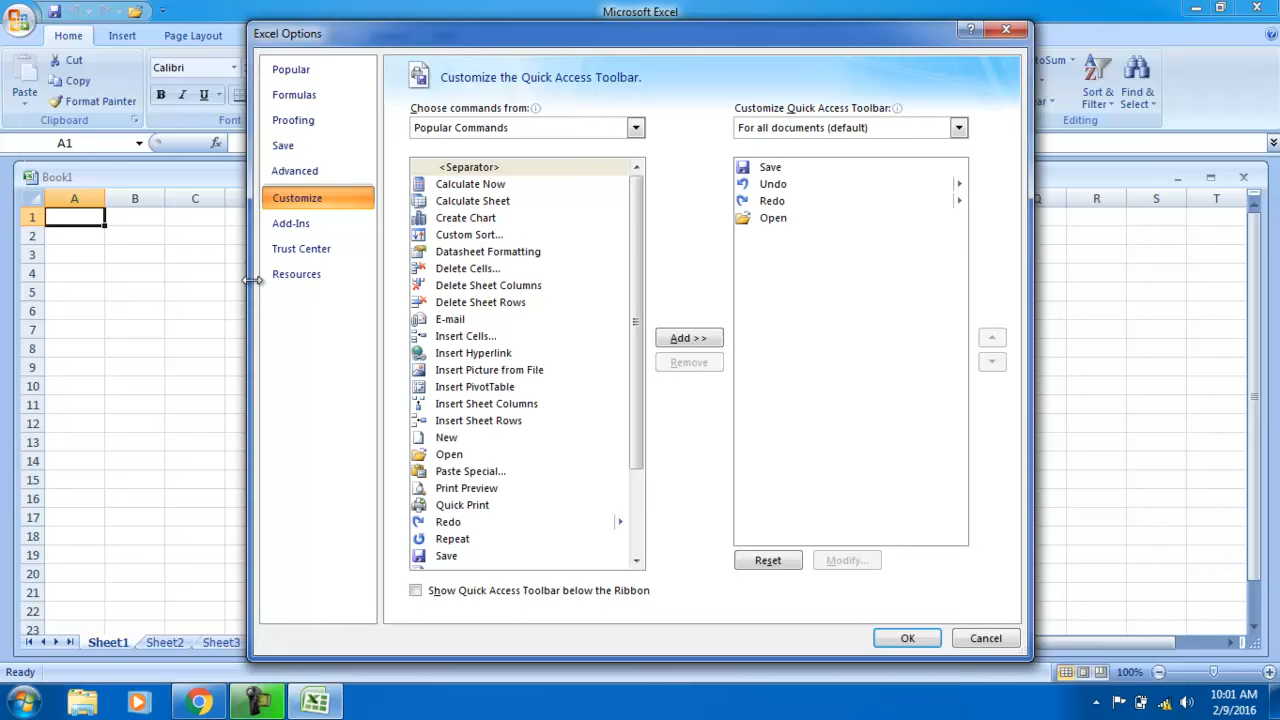 Microsoft Excel
Home Insert Page Layout
Cut
Copy
Format Painter
Paste
Clipboard
Calibri
B I U
Font
Sort & Filter
Find & Select
Editing
A1
fx
Book1
A B C R S T
1
2
3
4
5
6
7
8
9
10
11
12
13
14
15
16
17
18
19
20
21
22
23
Sheet1 Sheet2 Sheet3
Ready
100%
Excel Options
Popular
Formulas
Proofing
Save
Advanced
Customize
Add-Ins
Trust Center
Resources
Customize the Quick Access Toolbar.
Choose commands from:
Popular Commands
<Separator>
Calculate Now
Calculate Sheet
Create Chart
Custom Sort...
Datasheet Formatting
Delete Cells...
Delete Sheet Columns
Delete Sheet Rows
E-mail
Insert Cells...
Insert Hyperlink
Insert Picture from File
Insert PivotTable
Insert Sheet Columns
Insert Sheet Rows
New
Open
Paste Special...
Print Preview
Quick Print
Redo
Repeat
Save
Show Quick Access Toolbar below the Ribbon
Add >>
Remove
Customize Quick Access Toolbar:
For all documents (default)
Save
Undo
Redo
Open
Reset Modify...
OK Cancel
10:01 AM
2/9/2016